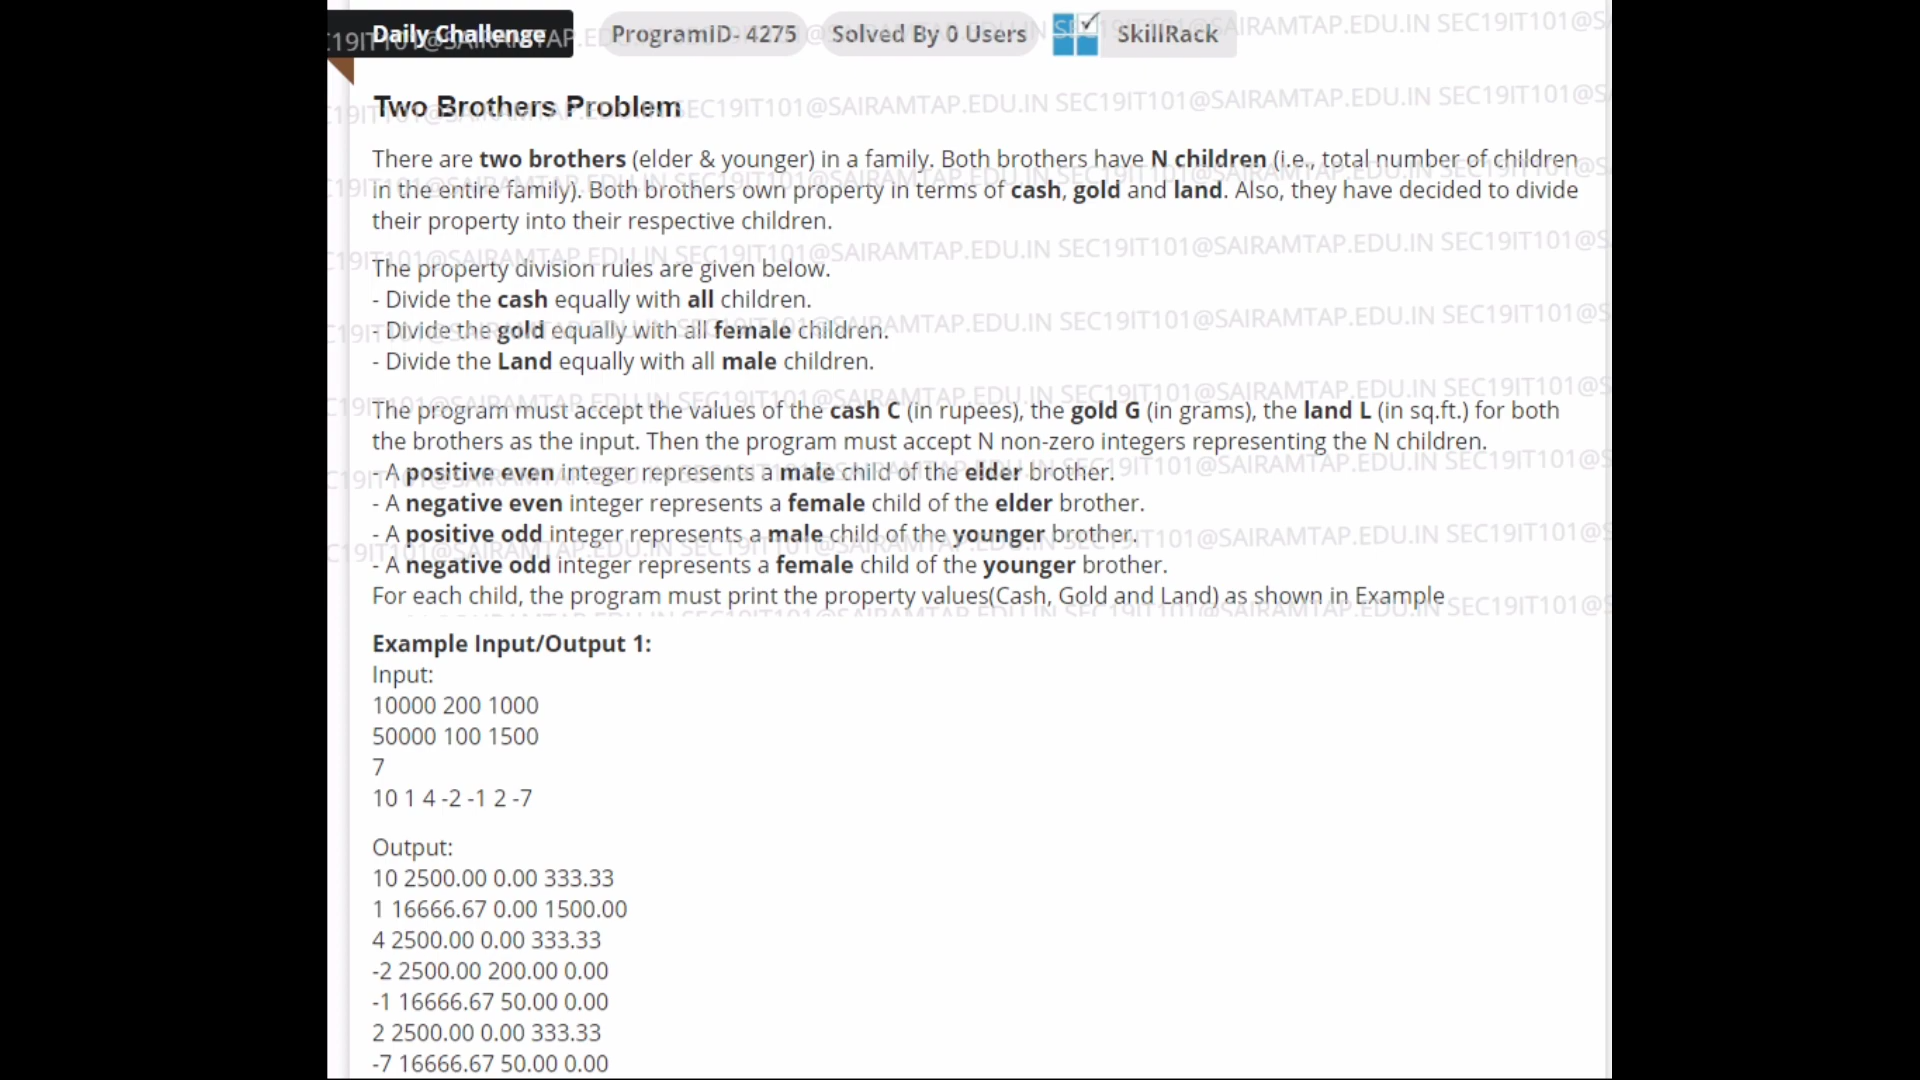 Daily Challenge
ProgramID- 4275
Solved By 0 Users
SkillRack
Two Brothers Problem
There are two brothers (elder & younger) in a family. Both brothers have N children (i.e., total number of children
in the entire family). Both brothers own property in terms of cash, gold and land. Also, they have decided to divide
their property into their respective children.
The property division rules are given below.
- Divide the cash equally with all children.
- Divide the gold equally with all female children.
- Divide the Land equally with all male children.
The program must accept the values of the cash C (in rupees), the gold G (in grams), the land L (in sq.ft.) for both
the brothers as the input. Then the program must accept N non-zero integers representing the N children.
- A positive even integer represents a male child of the elder brother.
- A negative even integer represents a female child of the elder brother.
- A positive odd integer represents a male child of the younger brother.
- A negative odd integer represents a female child of the younger brother.
For each child, the program must print the property values(Cash, Gold and Land) as shown in Example
Example Input/Output 1:
Input:
10000 200 1000
50000 100 1500
7
10 1 4 -2 -1 2 -7
Output:
10 2500.00 0.00 333.33
1 16666.67 0.00 1500.00
4 2500.00 0.00 333.33
-2 2500.00 200.00 0.00
-1 16666.67 50.00 0.00
2 2500.00 0.00 333.33
-7 16666.67 50.00 0.00
SEC19IT101@SAIRAMTAP.EDU.IN